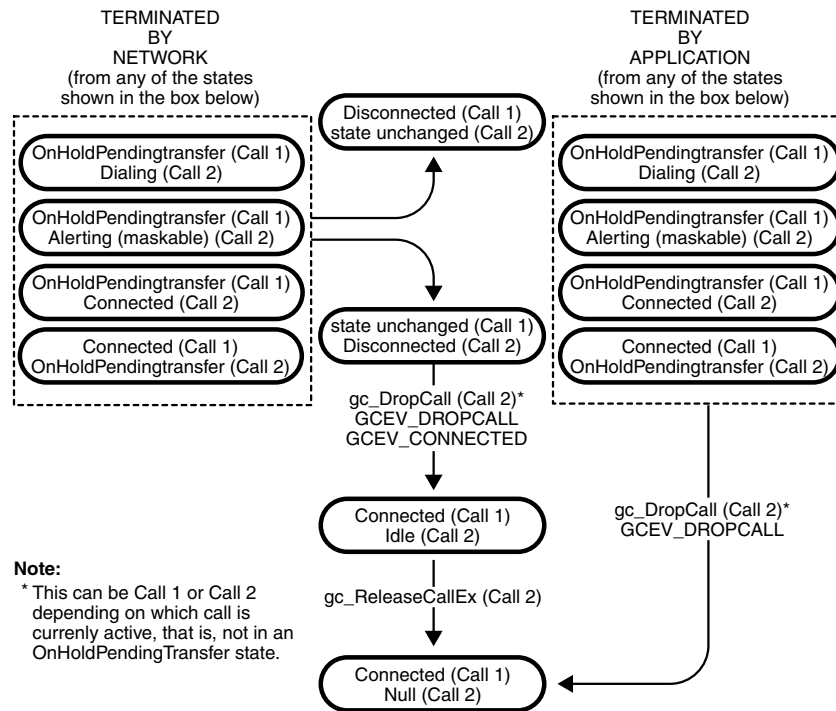 TERMINATED
BY
NETWORK
(from any of the states
shown in the box below)
OnHoldPendingtransfer (Call 1)
Dialing (Call 2)
OnHoldPendingtransfer (Call 1)
Alerting (maskable) (Call 2)
OnHoldPendingtransfer (Call 1)
Connected (Call 2)
Connected (Call 1)
OnHoldPendingtransfer (Call 2)
Disconnected (Call 1)
state unchanged (Call 2)
state unchanged (Call 1)
Disconnected (Call 2)
gc_DropCall (Call 2)*
GCEV_DROPCALL
GCEV_CONNECTED
Connected (Call 1)
Idle (Call 2)
gc_ReleaseCallEx (Call 2)
Connected (Call 1)
Null (Call 2)
TERMINATED
BY
APPLICATION
(from any of the states
shown in the box below)
OnHoldPendingtransfer (Call 1)
Dialing (Call 2)
OnHoldPendingtransfer (Call 1)
Alerting (maskable) (Call 2)
OnHoldPendingtransfer (Call 1)
Connected (Call 2)
Connected (Call 1)
OnHoldPendingtransfer (Call 2)
gc_DropCall (Call 2)*
GCEV_DROPCALL
Note:
* This can be Call 1 or Call 2
depending on which call is
currenly active, that is, not in an
OnHoldPendingTransfer state.